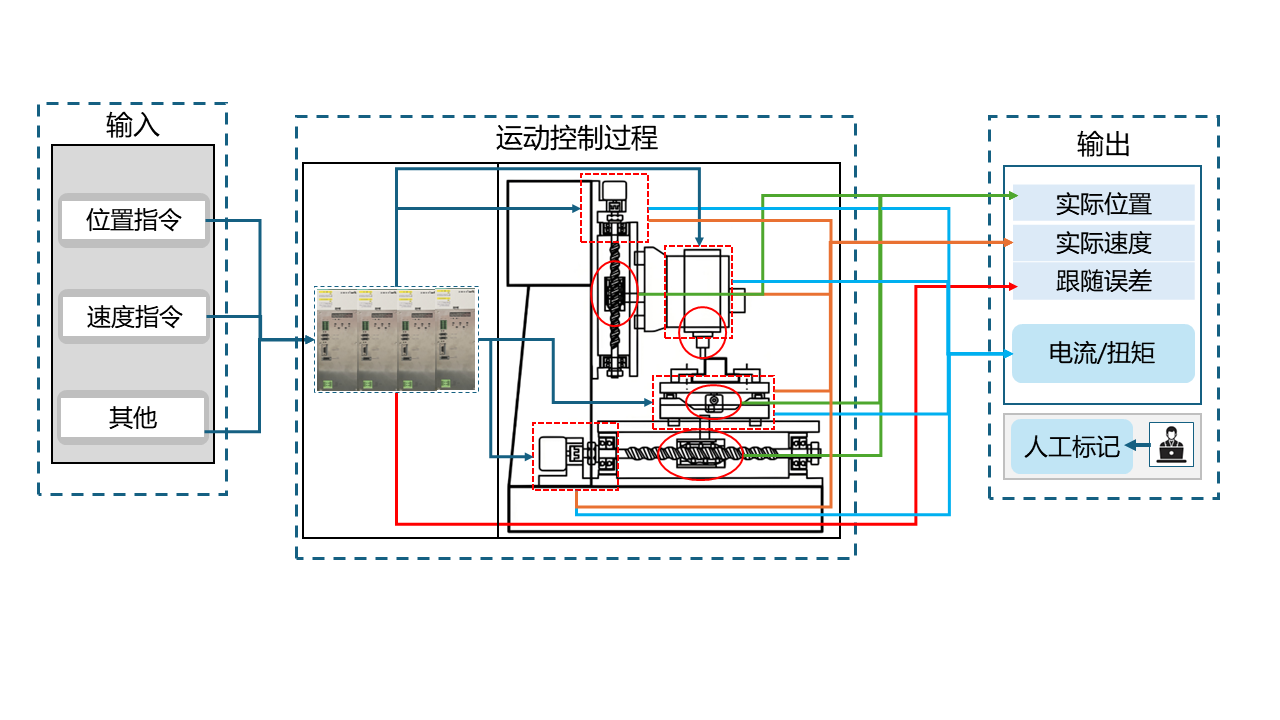 输入
位置指令
速度指令
其他
运动控制过程
输出
实际位置
实际速度
跟随误差
电流/扭矩
人工标记